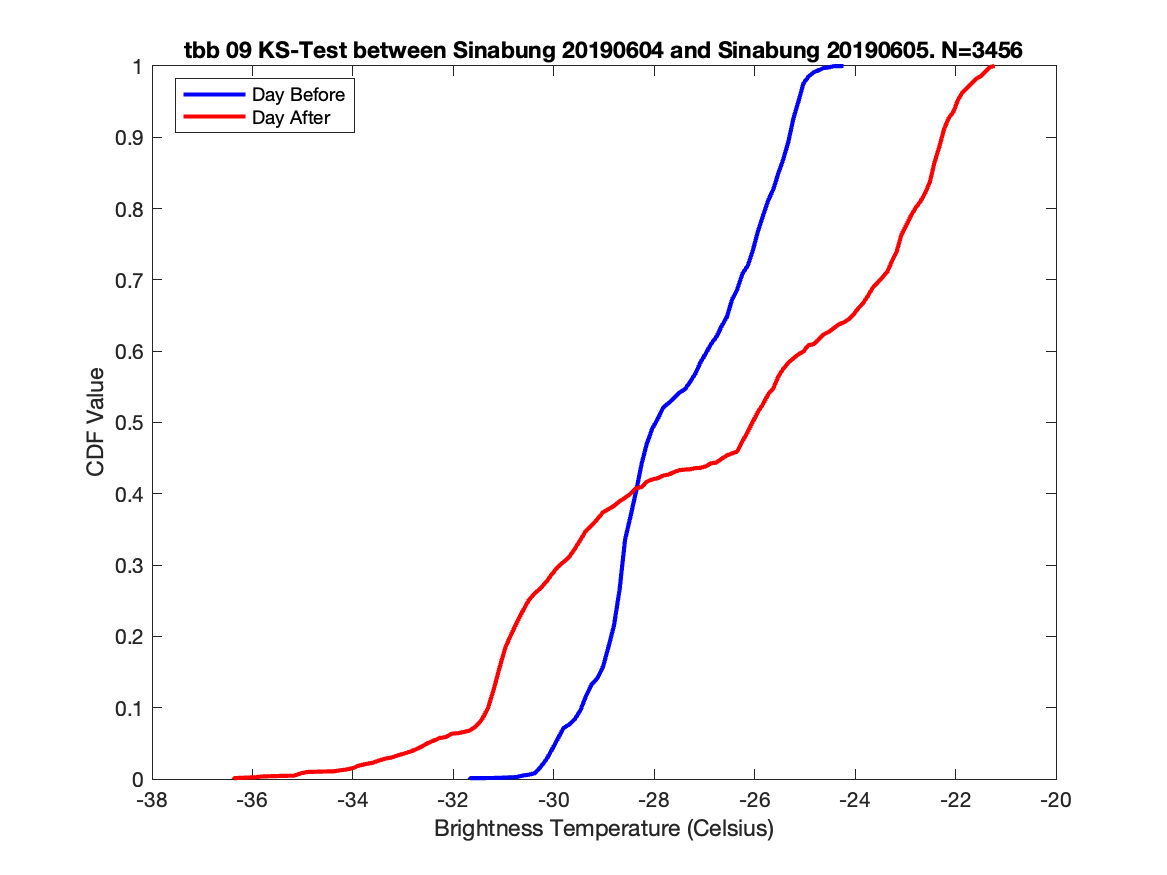 tbb 09 KS-Test between Sinabung 20190604 and Sinabung 20190605. N=3456
Day Before
Day After
1
0.9
0.8
0.7
0.6
0.5
0.4
0.3
0.2
0.1
0
CDF Value
-38 -36 -34 -32 -30 -28 -26 -24 -22 -20
Brightness Temperature (Celsius)